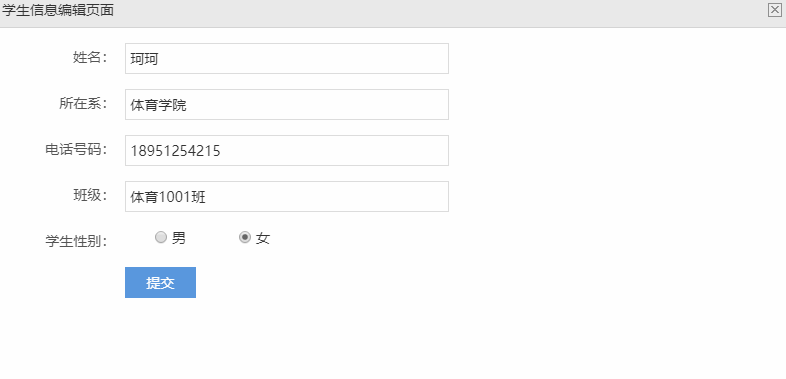 学生信息编辑页面
姓名： 珂珂
所在系： 体育学院
电话号码： 18951254215
班级： 体育1001班
学生性别： 男 女
提交